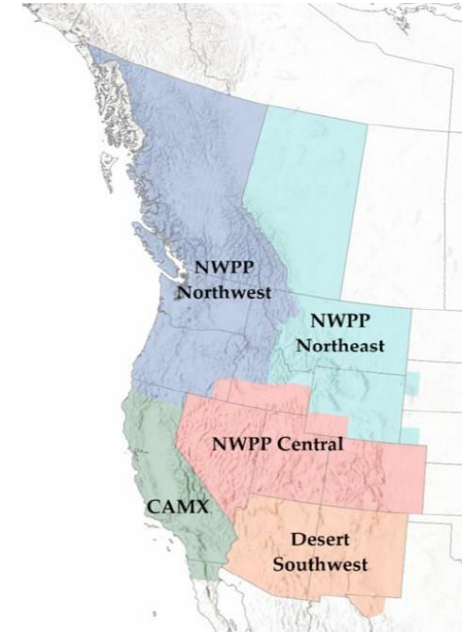 NWPP
Northwest
NWPP
Northeast
NWPP Central
CAMX
Desert
Southwest